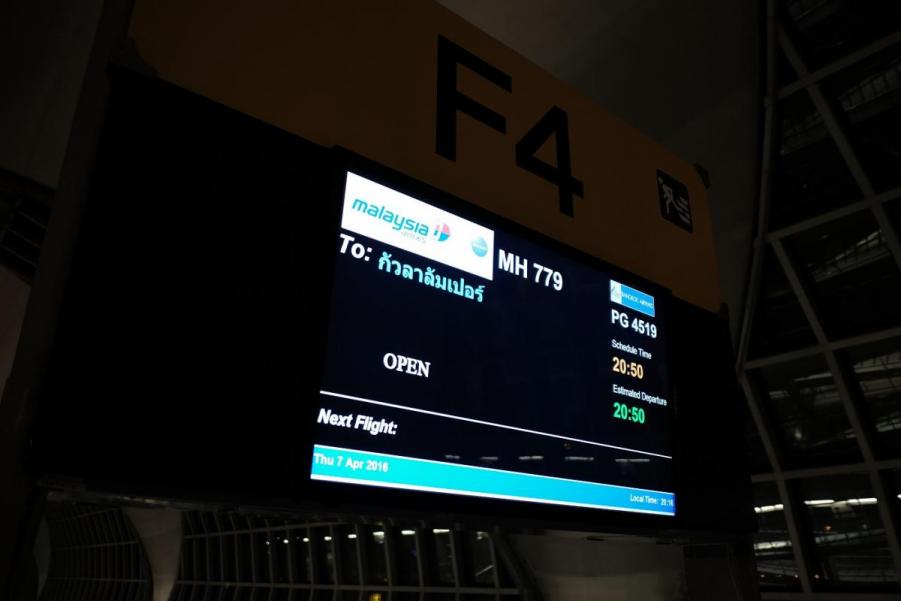 F4
malaysia
airlines
MH 779
To: กัวลาลัมเปอร์
BANGKOK AIRWAYS
PG 4519
Schedule Time
20:50
OPEN
Estimated Departure
20:50
Next Flight:
Thu 7 Apr 2016
Local Time: 20:16